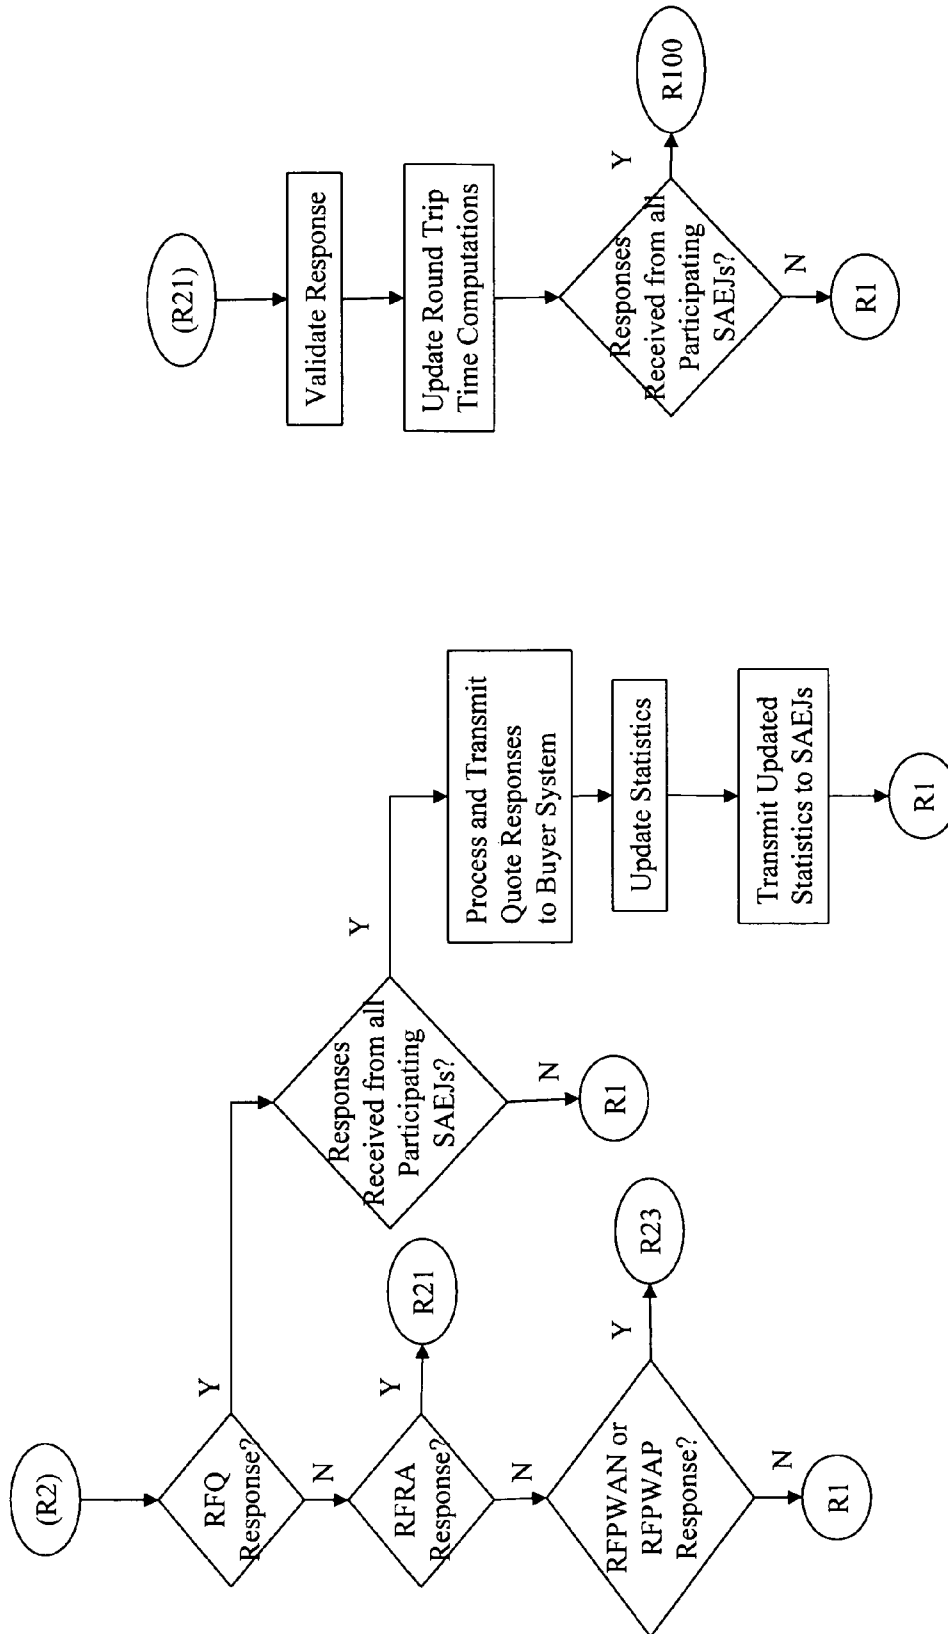 (R2)
RFQ
Response?
Y
N
RFRA
Response?
Y
R21
N
RFPWAN or
RFPWAP
Response?
Y
R23
N
R1
Responses
Received from all
Participating
SAEJs?
Y
N
R1
Process and Transmit
Quote Responses
to Buyer System
Update Statistics
Transmit Updated
Statistics to SAEJs
R1
(R21)
Validate Response
Update Round Trip
Time Computations
Responses
Received from all
Participating
SAEJs?
Y
R100
N
R1